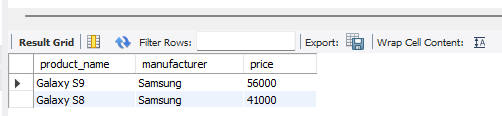 Result Grid Filter Rows: Export: Wrap Cell Content: IA
product_name manufacturer price
Galaxy S9 Samsung 56000
Galaxy S8 Samsung 41000